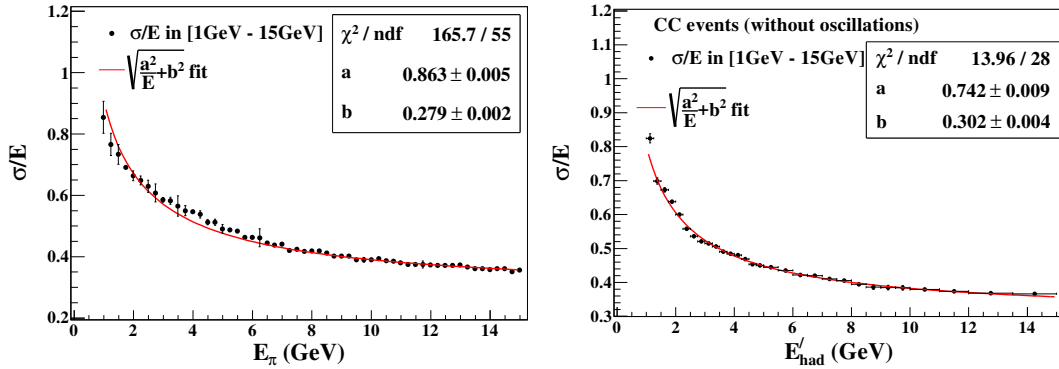 σ/E in [1GeV - 15GeV]
√(a²/E+b²) fit
χ² / ndf 165.7 / 55
a 0.863 ± 0.005
b 0.279 ± 0.002
σ/E
1.2
1
0.8
0.6
0.4
0.2
2 4 6 8 10 12 14
E_π (GeV)
CC events (without oscillations)
σ/E in [1GeV - 15GeV]
√(a²/E+b²) fit
χ² / ndf 13.96 / 28
a 0.742 ± 0.009
b 0.302 ± 0.004
σ/E
1.2
1.1
1
0.9
0.8
0.7
0.6
0.5
0.4
0.3
0 2 4 6 8 10 12 14
E′_had (GeV)